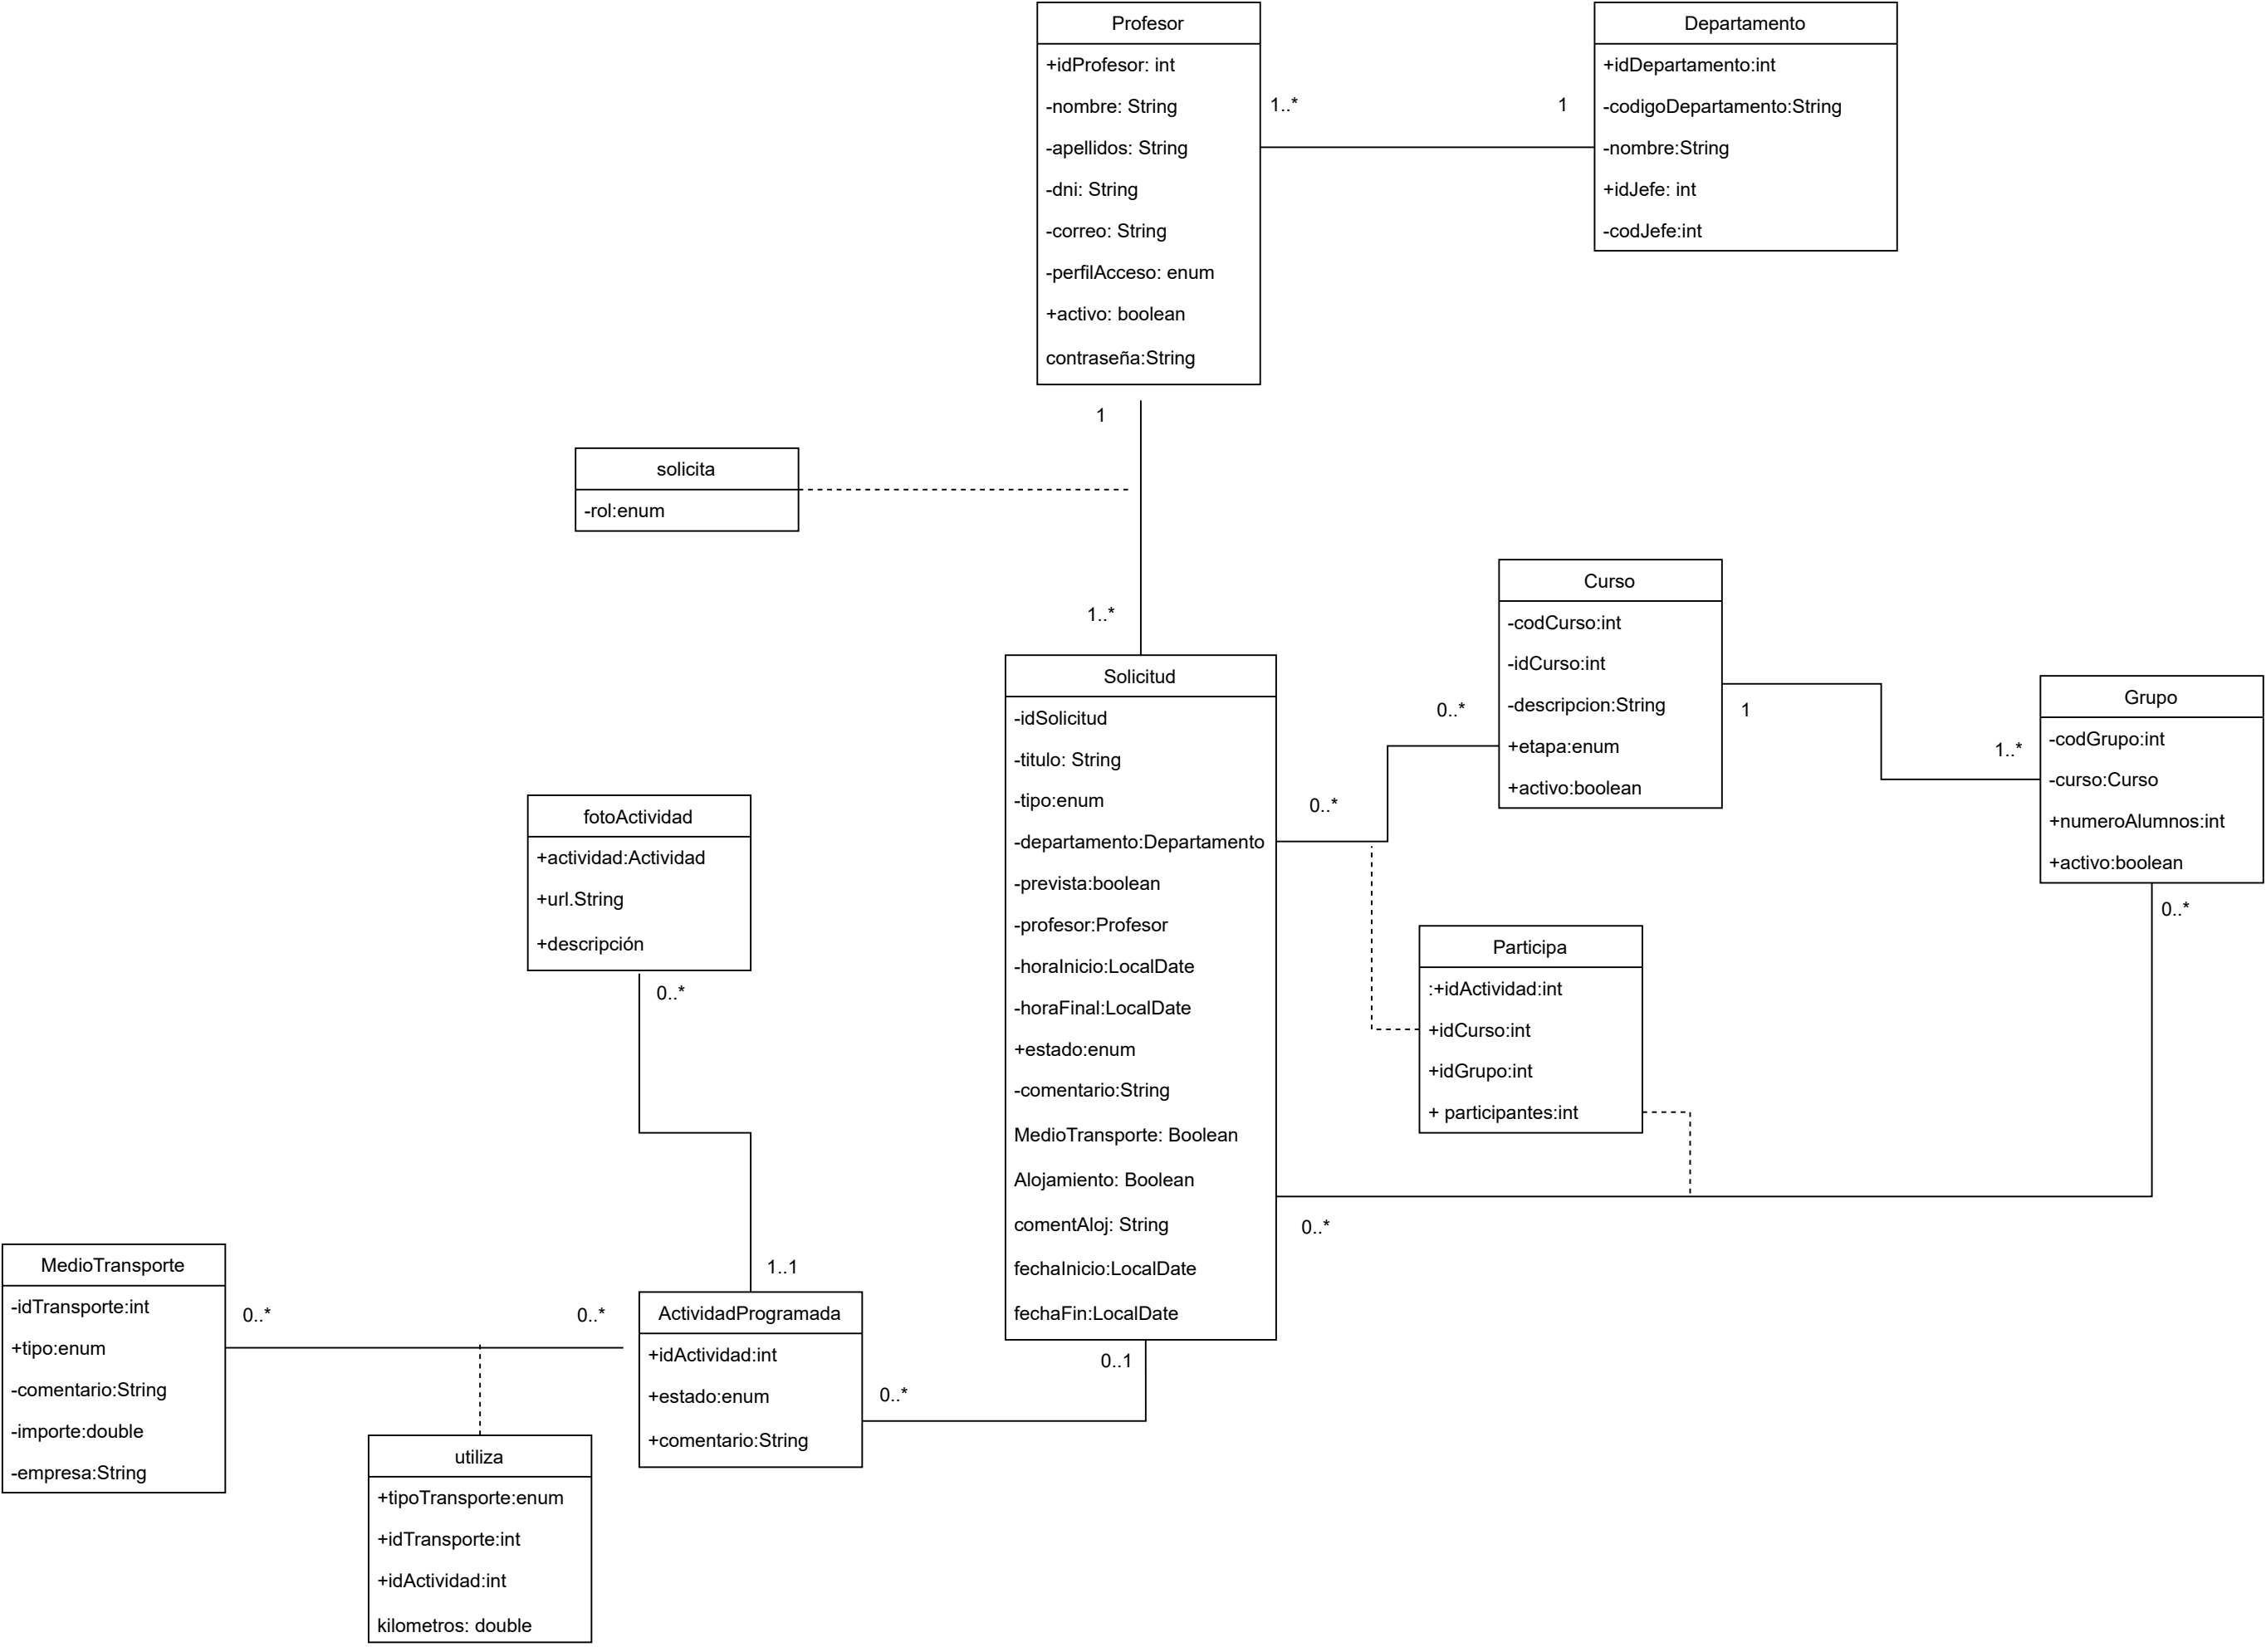 Profesor
+idProfesor: int
-nombre: String
-apellidos: String
-dni: String
-correo: String
-perfilAcceso: enum
+activo: boolean
contraseña:String
1..*
1
Departamento
+idDepartamento:int
-codigoDepartamento:String
-nombre:String
+idJefe: int
-codJefe:int
1
solicita
-rol:enum
1..*
Solicitud
-idSolicitud
-titulo: String
-tipo:enum
-departamento:Departamento
-prevista:boolean
-profesor:Profesor
-horaInicio:LocalDate
-horaFinal:LocalDate
+estado:enum
-comentario:String
MedioTransporte: Boolean
Alojamiento: Boolean
comentAloj: String
fechaInicio:LocalDate
fechaFin:LocalDate
0..*
0..*
Curso
-codCurso:int
-idCurso:int
-descripcion:String
+etapa:enum
+activo:boolean
1
1..*
Grupo
-codGrupo:int
-curso:Curso
+numeroAlumnos:int
+activo:boolean
0..*
Participa
:+idActividad:int
+idCurso:int
+idGrupo:int
+ participantes:int
0..*
fotoActividad
+actividad:Actividad
+url.String
+descripción
0..*
1..1
MedioTransporte
-idTransporte:int
+tipo:enum
-comentario:String
-importe:double
-empresa:String
0..*
0..*
ActividadProgramada
+idActividad:int
+estado:enum
+comentario:String
0..*
0..1
utiliza
+tipoTransporte:enum
+idTransporte:int
+idActividad:int
kilometros: double